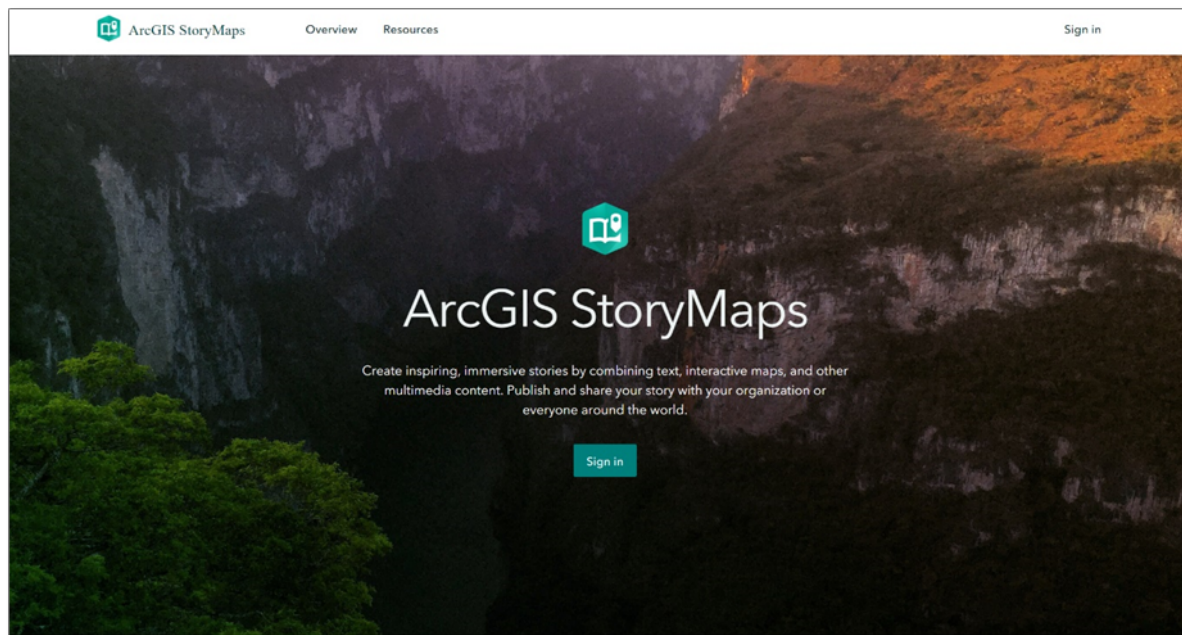 ArcGIS StoryMaps Overview Resources Sign in
ArcGIS StoryMaps
Create inspiring, immersive stories by combining text, interactive maps, and other
multimedia content. Publish and share your story with your organization or
everyone around the world.
Sign in